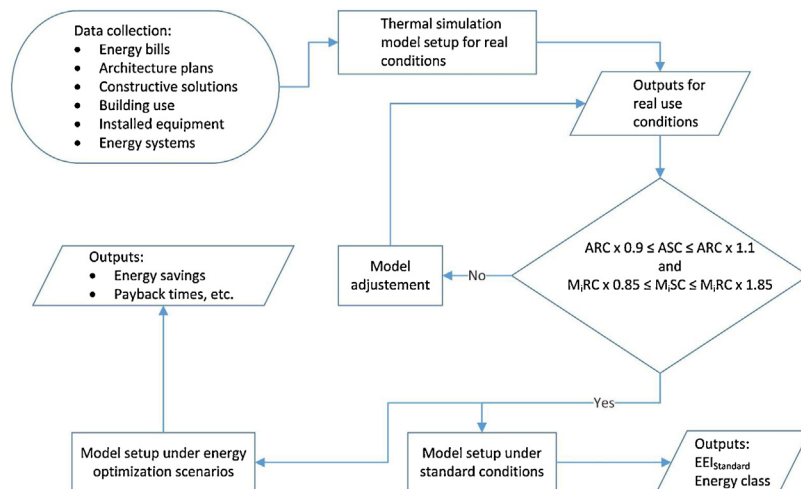 Data collection:
• Energy bills
• Architecture plans
• Constructive solutions
• Building use
• Installed equipment
• Energy systems
Thermal simulation
model setup for real
conditions
Outputs for
real use
conditions
ARC x 0.9 ≤ ASC ≤ ARC x 1.1
and
MᵢRC x 0.85 ≤ MᵢSC ≤ MᵢRC x 1.85
No
Model
adjustement
Outputs:
• Energy savings
• Payback times, etc.
Yes
Model setup under energy
optimization scenarios
Model setup under
standard conditions
Outputs:
EEIStandard
Energy class